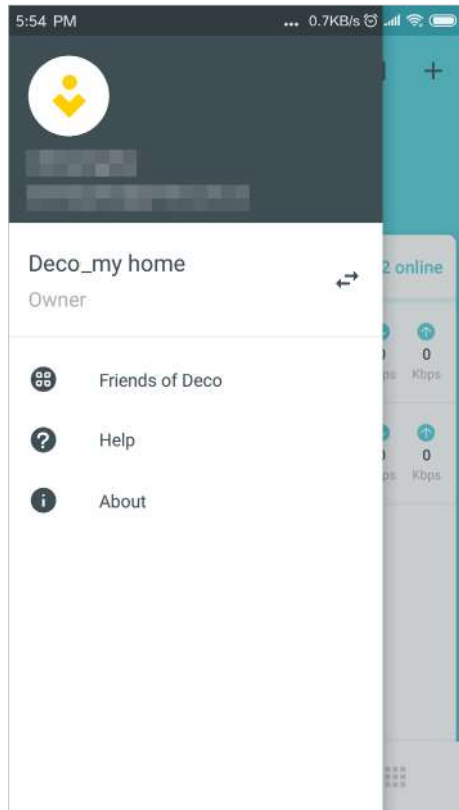 5:54 PM ... 0.7KB/s
+
Deco_my home
Owner
2 online
0
Kbps
Friends of Deco
Help
0
Kbps
About